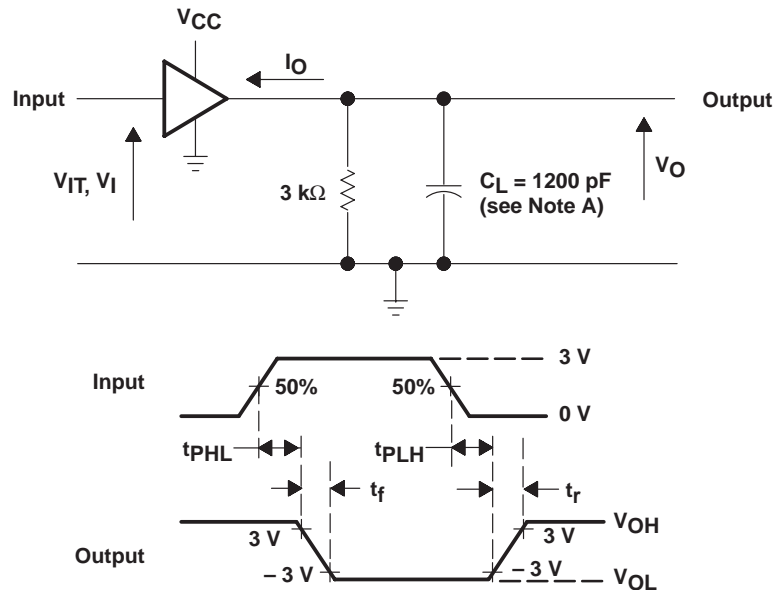 VCC
IO
Input
Output
VIT, VI
3 kΩ
CL = 1200 pF
(see Note A)
VO
Input
50%
50%
3 V
0 V
tPHL
tPLH
tf
tr
Output
3 V
– 3 V
3 V
– 3 V
VOH
VOL